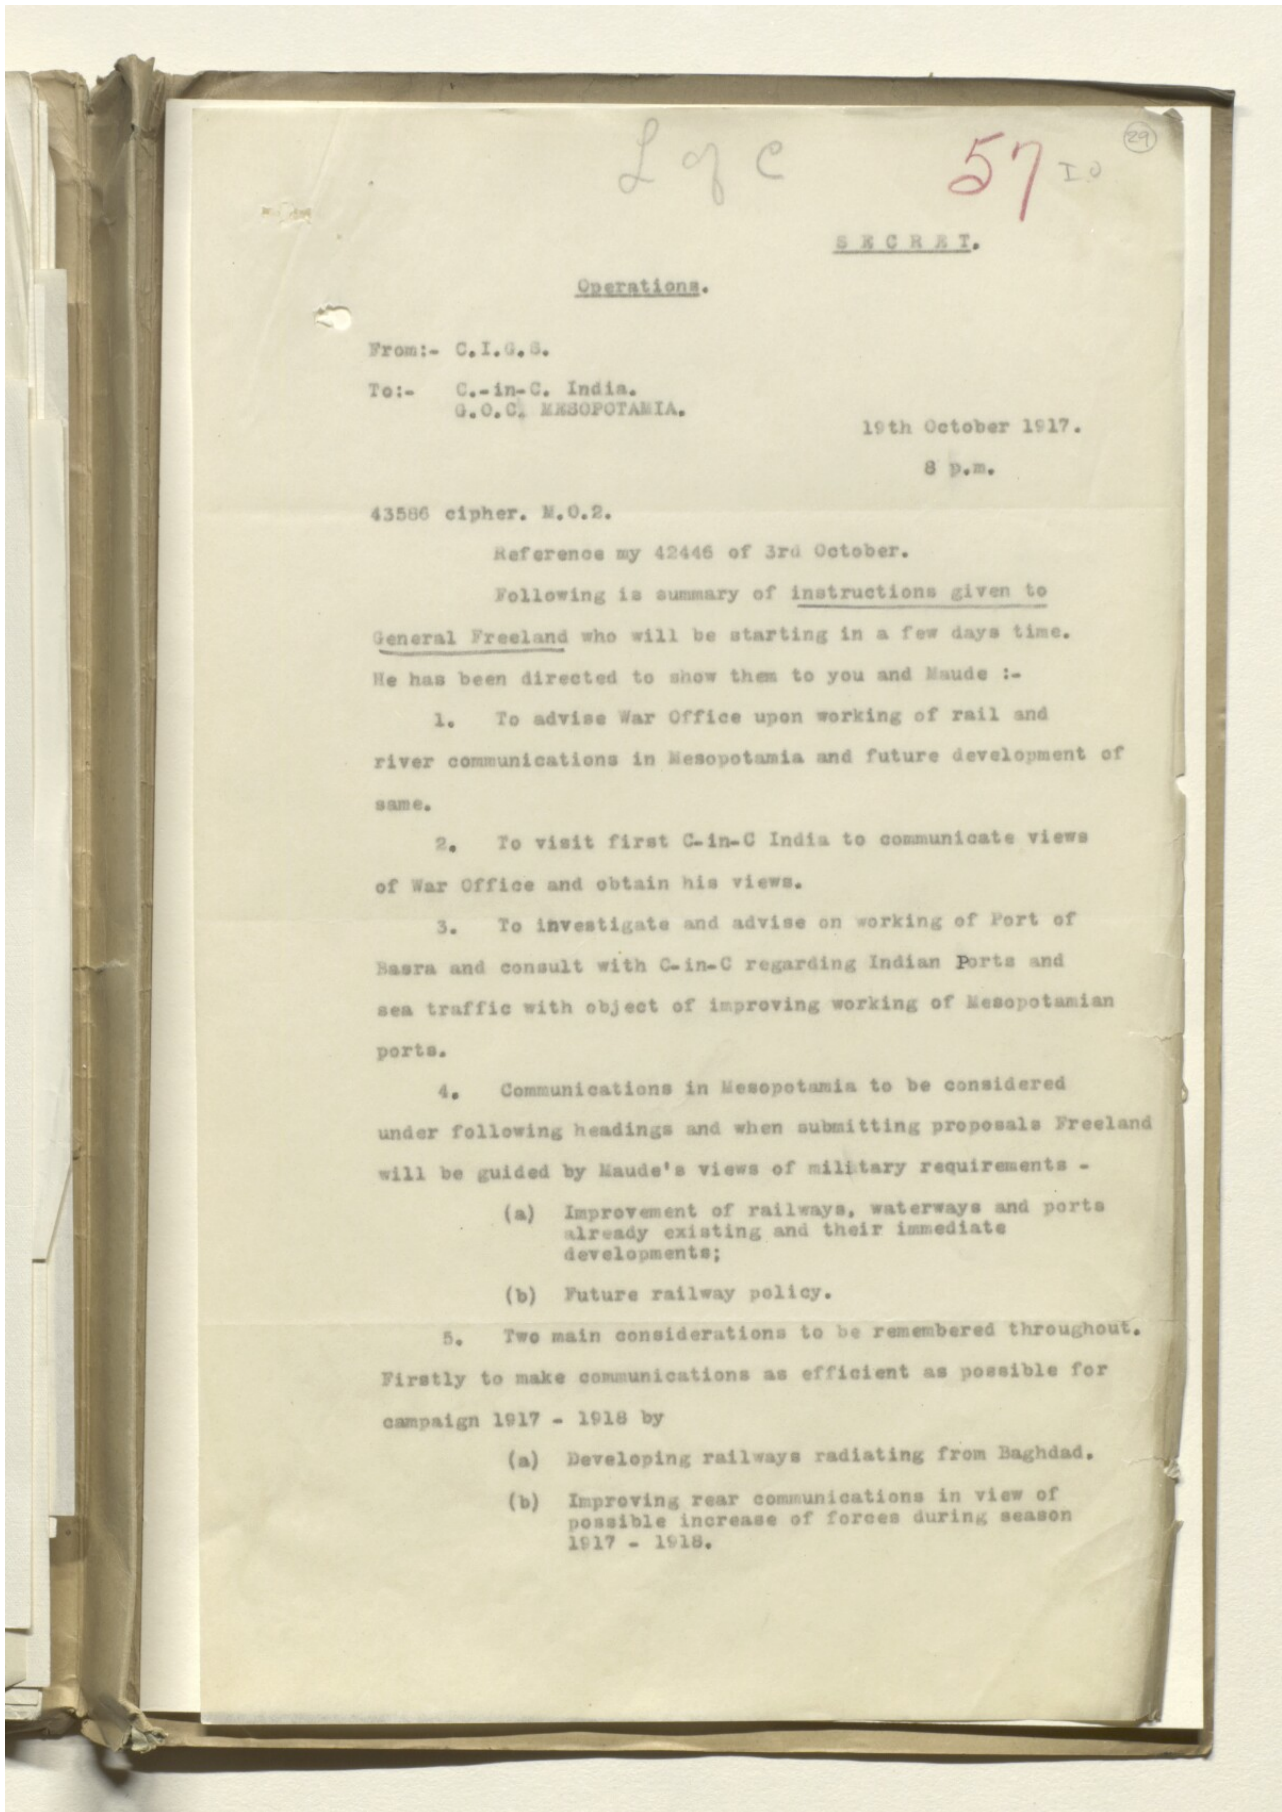 L of C
57
I O
29
SECRET.
Operations.
From:- C.I.G.S.
To:- C.-in-C. India.
G.O.C. MESOPOTAMIA.
19th October 1917.
8 p.m.
43586 cipher. M.O.2.
Reference my 42446 of 3rd October.
Following is summary of instructions given to
General Freeland who will be starting in a few days time.
He has been directed to show them to you and Maude :-
1. To advise War Office upon working of rail and
river communications in Mesopotamia and future development of
same.
2. To visit first C-in-C India to communicate views
of War Office and obtain his views.
3. To investigate and advise on working of Port of
Basra and consult with C-in-C regarding Indian Ports and
sea traffic with object of improving working of Mesopotamian
ports.
4. Communications in Mesopotamia to be considered
under following headings and when submitting proposals Freeland
will be guided by Maude's views of military requirements -
(a) Improvement of railways, waterways and ports
already existing and their immediate
developments;
(b) Future railway policy.
5. Two main considerations to be remembered throughout.
Firstly to make communications as efficient as possible for
campaign 1917 - 1918 by
(a) Developing railways radiating from Baghdad.
(b) Improving rear communications in view of
possible increase of forces during season
1917 - 1918.